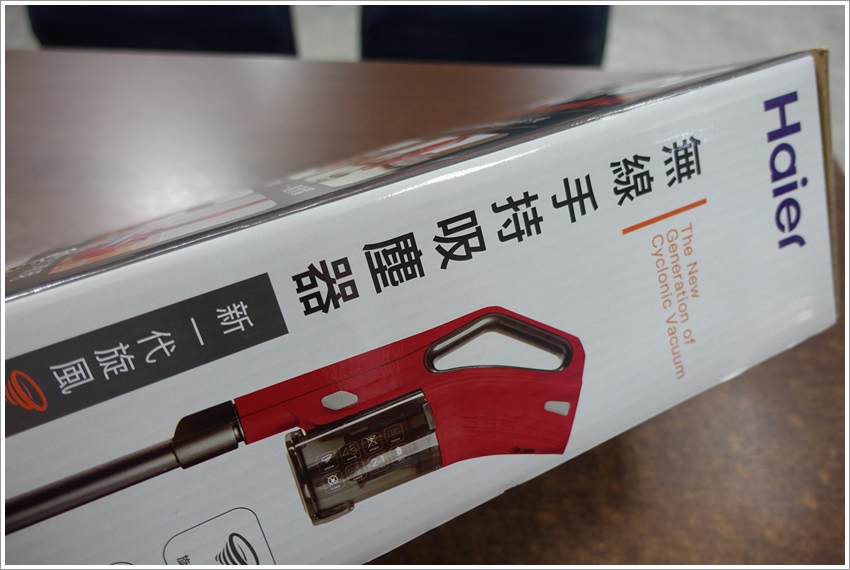 Haier
無線手持吸塵器
The New
Generation of
Cyclonic Vacuum
新一代旋風